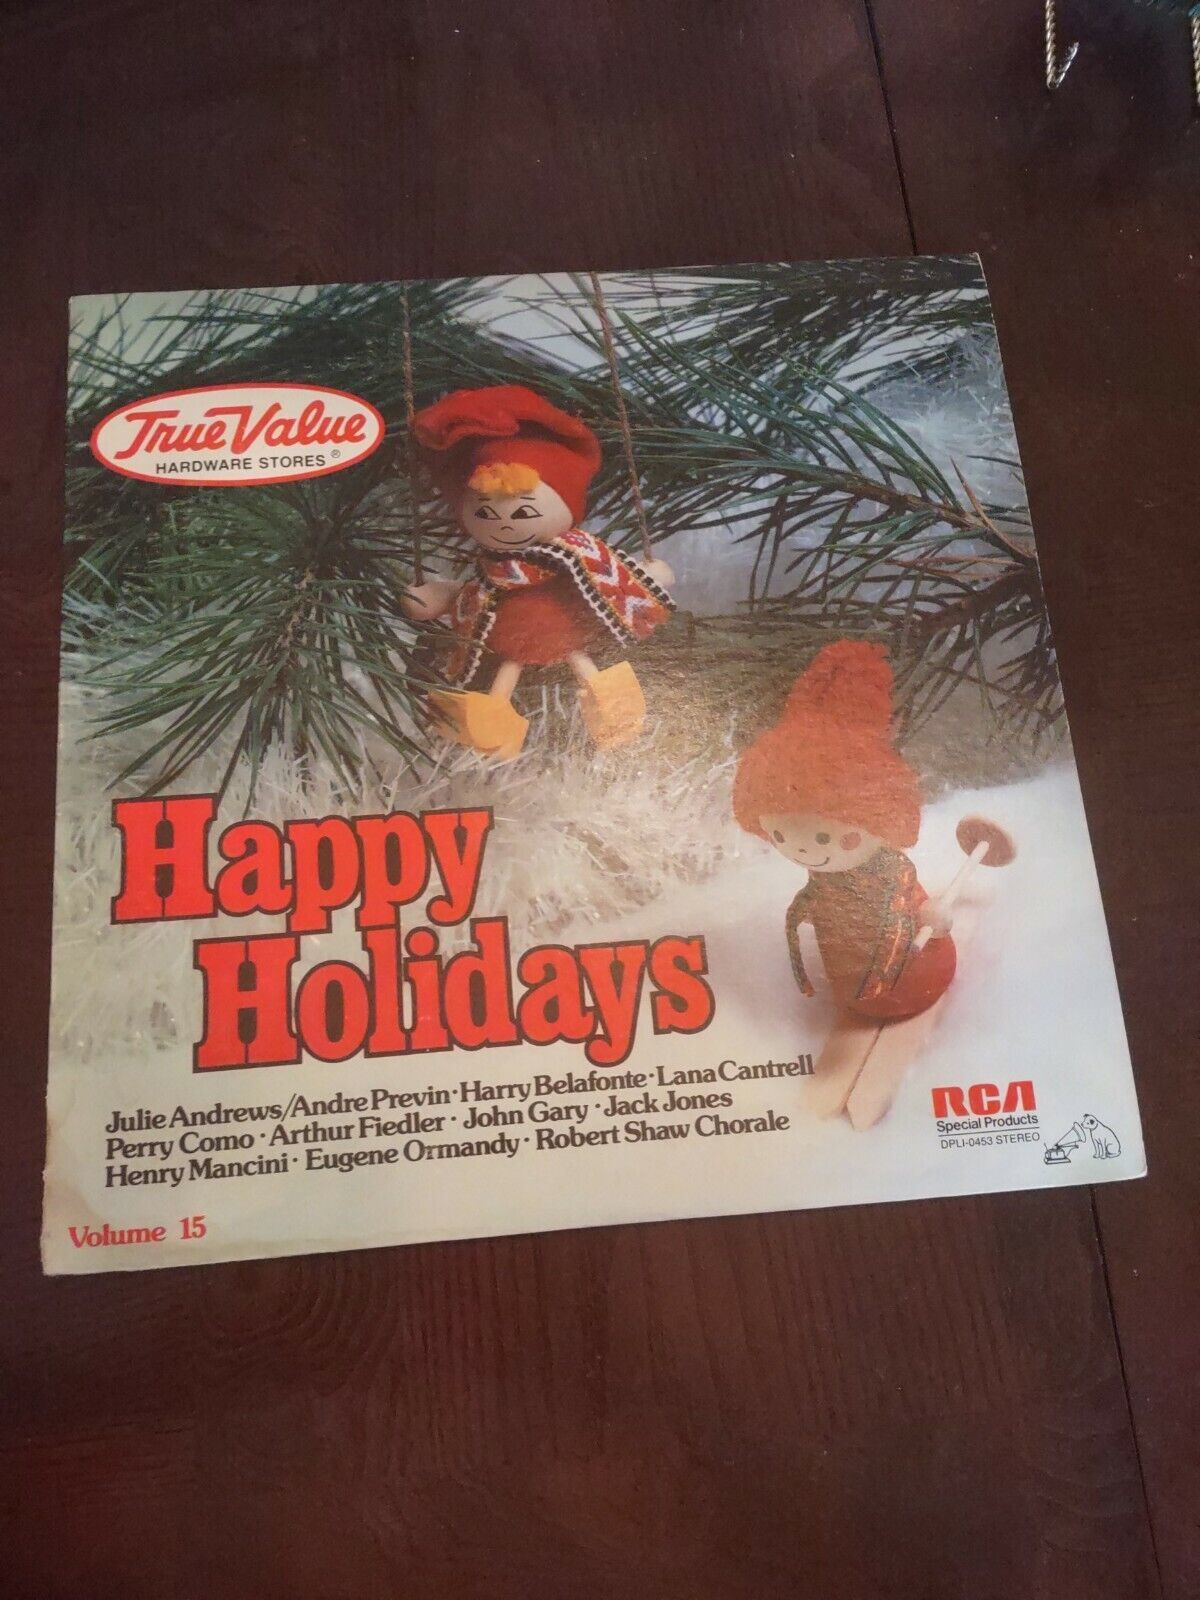 True Value
HARDWARE STORES ®
Happy
Holidays
Julie Andrews/Andre Previn · Harry Belafonte · Lana Cantrell
Perry Como · Arthur Fiedler · John Gary · Jack Jones
Henry Mancini · Eugene Ormandy · Robert Shaw Chorale
Volume 15
RCA
Special Products
DPL1-0453 STEREO